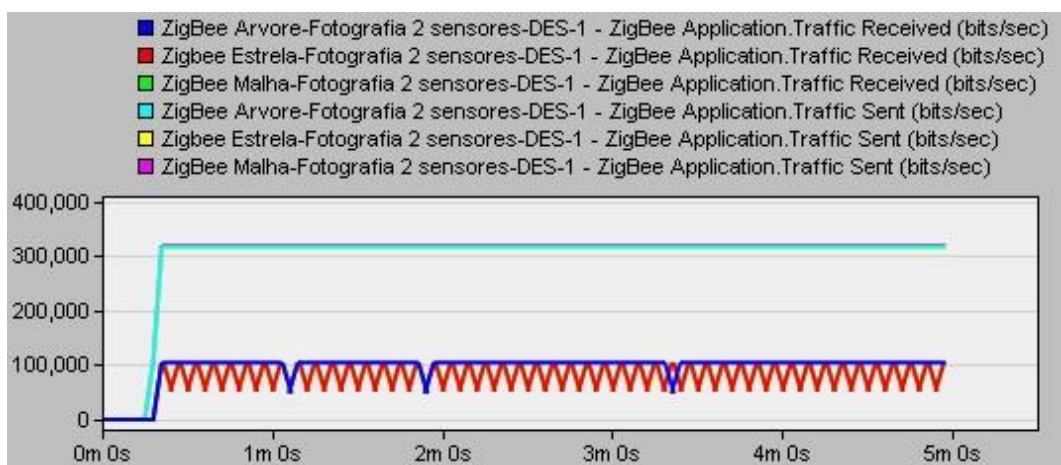 ZigBee Arvore-Fotografia 2 sensores-DES-1 - ZigBee Application.Traffic Received (bits/sec)
Zigbee Estrela-Fotografia 2 sensores-DES-1 - ZigBee Application.Traffic Received (bits/sec)
ZigBee Malha-Fotografia 2 sensores-DES-1 - ZigBee Application.Traffic Received (bits/sec)
ZigBee Arvore-Fotografia 2 sensores-DES-1 - ZigBee Application.Traffic Sent (bits/sec)
Zigbee Estrela-Fotografia 2 sensores-DES-1 - ZigBee Application.Traffic Sent (bits/sec)
ZigBee Malha-Fotografia 2 sensores-DES-1 - ZigBee Application.Traffic Sent (bits/sec)
400,000
300,000
200,000
100,000
0
0m 0s 1m 0s 2m 0s 3m 0s 4m 0s 5m 0s